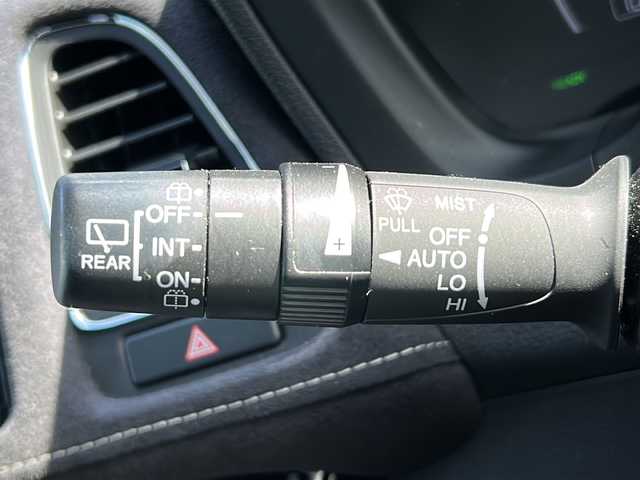 OFF
INT
REAR
ON
− 
+
PULL
MIST
OFF
AUTO
LO
HI